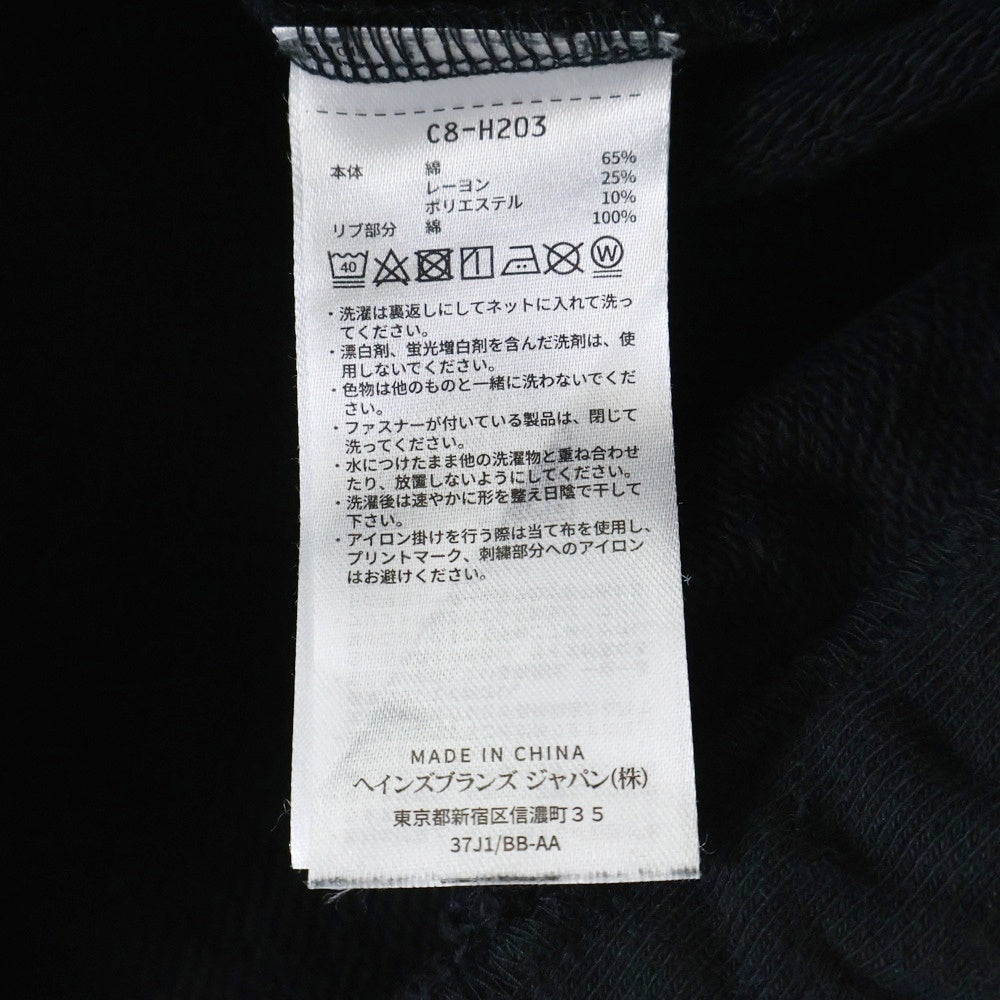 C8-H203
本体 綿 65%
レーヨン 25%
ポリエステル 10%
リブ部分 綿 100%
40 W
・洗濯は裏返しにしてネットに入れて洗っ
てください。
・漂白剤、蛍光増白剤を含んだ洗剤は、使
用しないでください。
・色物は他のものと一緒に洗わないでくだ
さい。
・ファスナーが付いている製品は、閉じて
洗ってください。
・水につけたまま他の洗濯物と重ね合わせ
たり、放置しないようにしてください。
・洗濯後は速やかに形を整え日陰で干して
下さい。
・アイロン掛けを行う際は当て布を使用し、
プリントマーク、刺繍部分へのアイロン
はお避けください。
MADE IN CHINA
ヘインズブランズ ジャパン(株)
東京都新宿区信濃町35
37J1/BB-AA